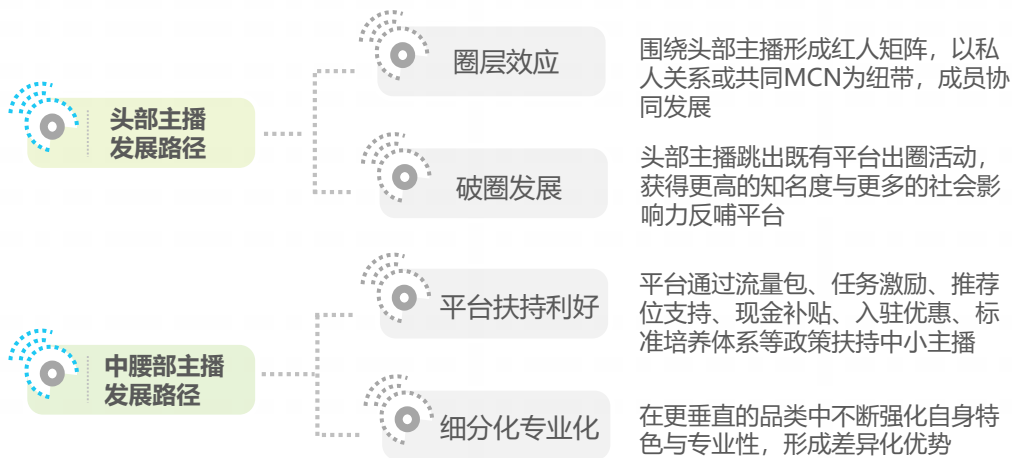 头部主播
发展路径
圈层效应
围绕头部主播形成红人矩阵，以私
人关系或共同MCN为纽带，成员协
同发展
破圈发展
头部主播跳出既有平台出圈活动，
获得更高的知名度与更多的社会影
响力反哺平台
中腰部主播
发展路径
平台扶持利好
平台通过流量包、任务激励、推荐
位支持、现金补贴、入驻优惠、标
准培养体系等政策扶持中小主播
细分化专业化
在更垂直的品类中不断强化自身特
色与专业性，形成差异化优势